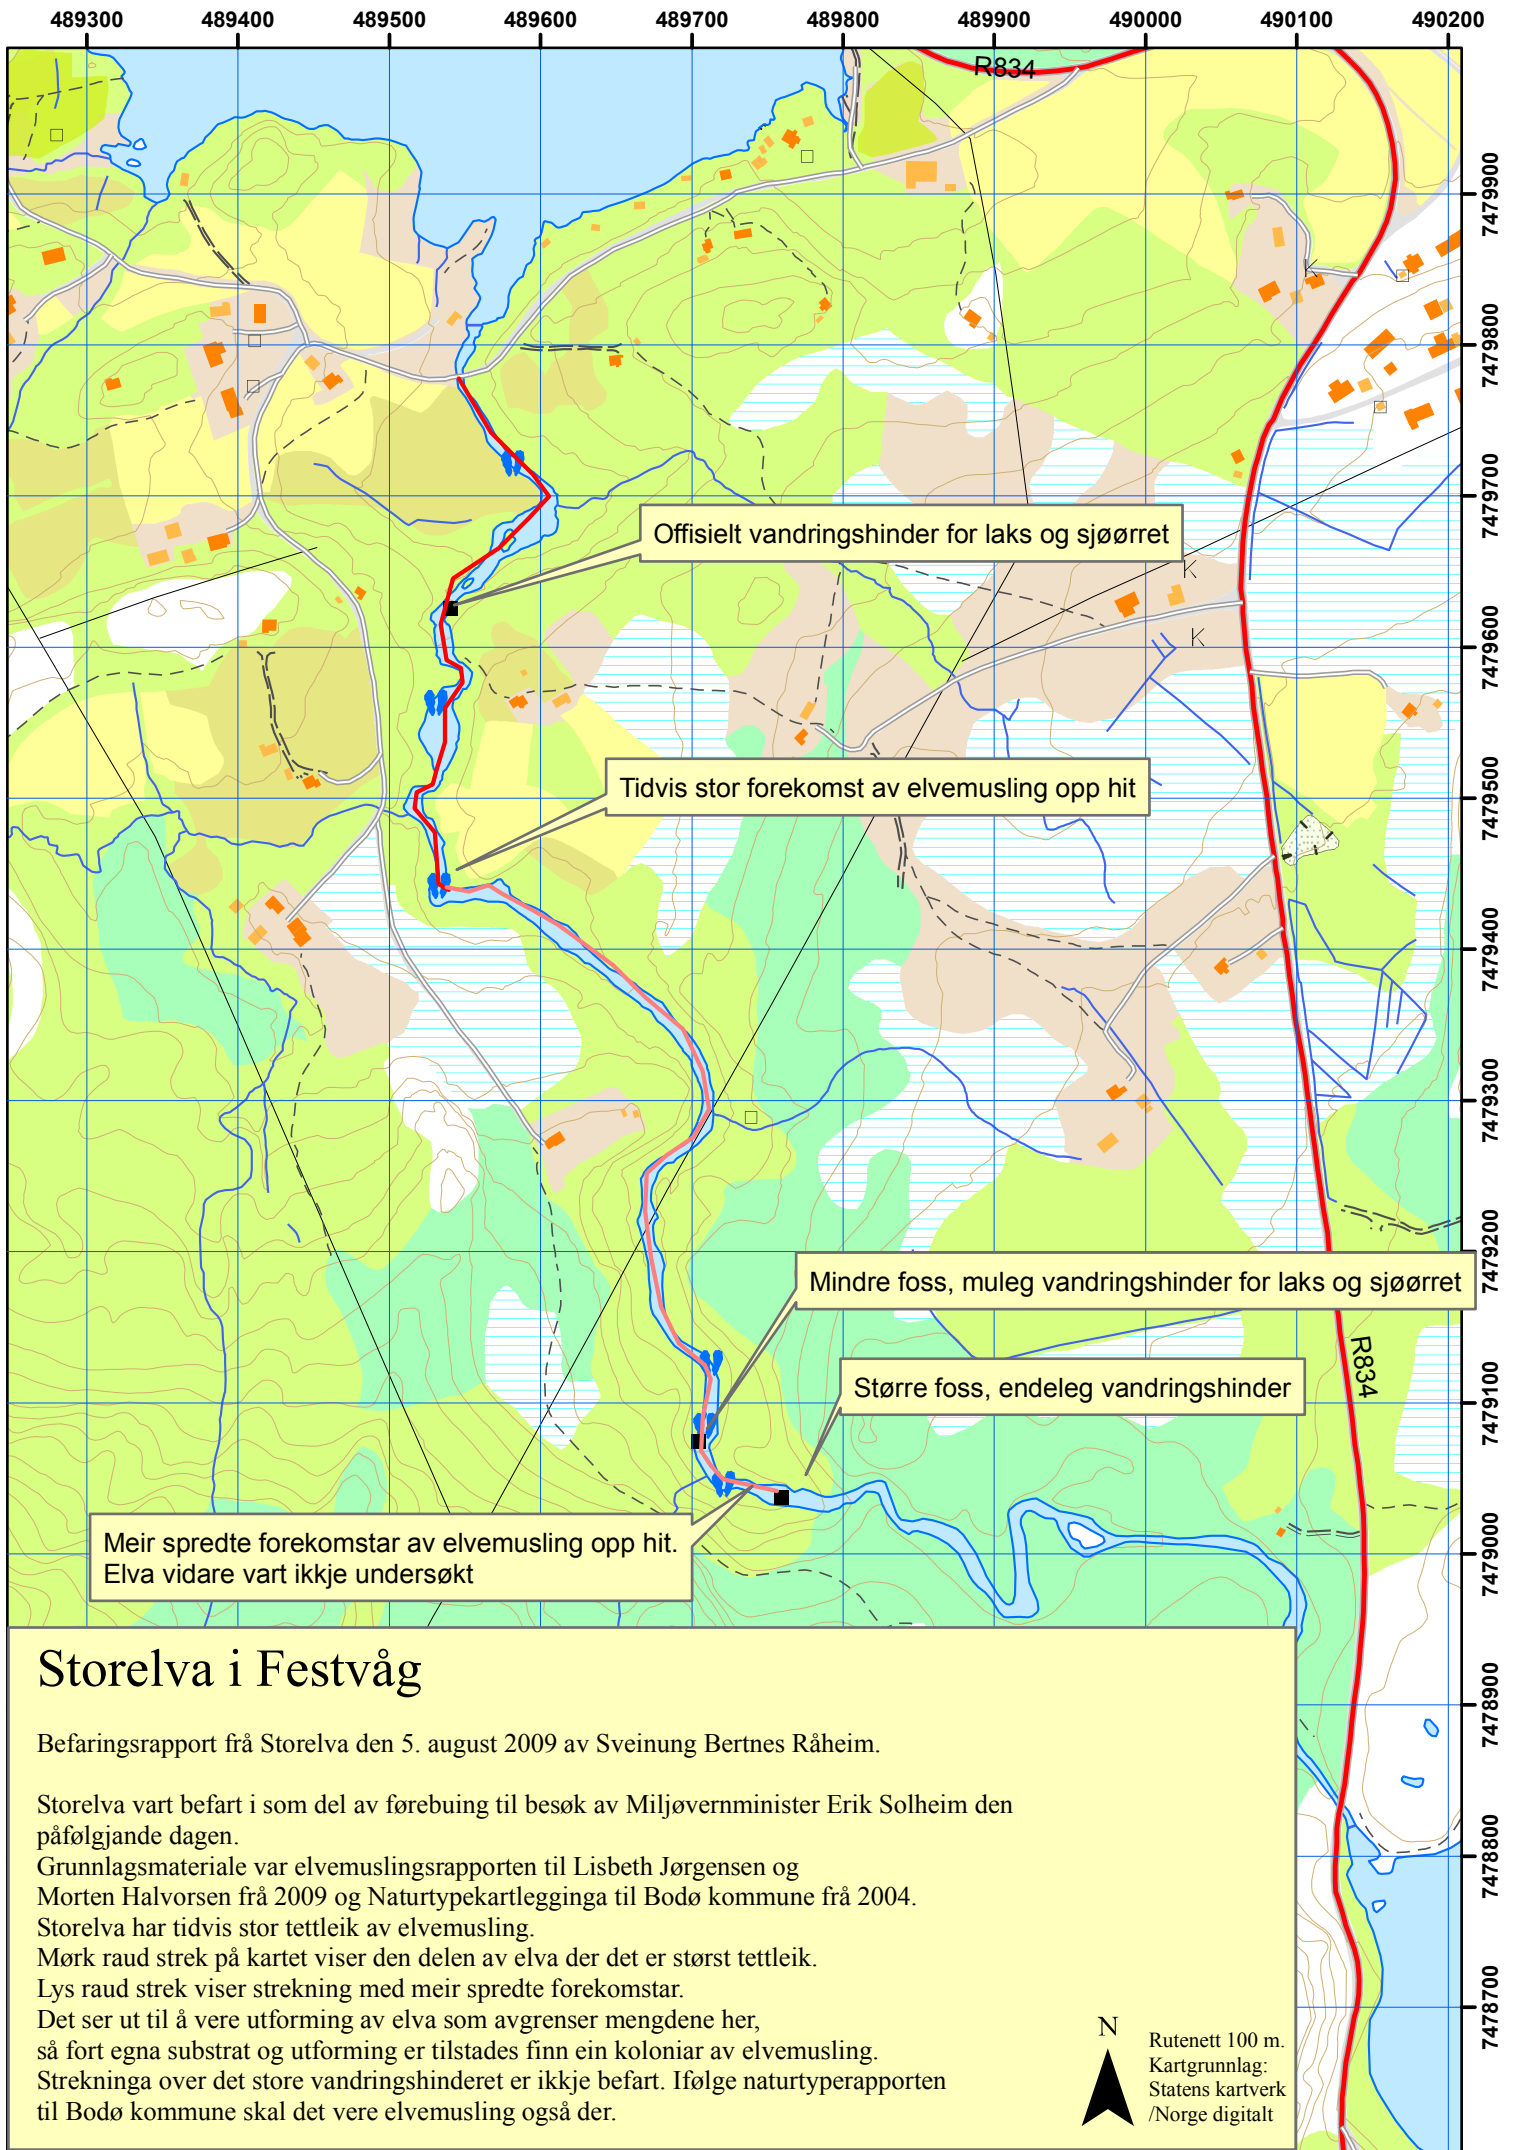 489300 489400 489500 489600 489700 489800 489900 490000 490100 490200
R834
7479900
K
7479800
7479700
Offisielt vandringshinder for laks og sjøørret
K
K
7479600
Tidvis stor forekomst av elvemusling opp hit
7479500
7479400
7479300
7479200
Mindre foss, muleg vandringshinder for laks og sjøørret
R834
Større foss, endeleg vandringshinder
7479100
Meir spredte forekomstar av elvemusling opp hit.
Elva vidare vart ikkje undersøkt
7479000
Storelva i Festvåg
7478900
Befaringsrapport frå Storelva den 5. august 2009 av Sveinung Bertnes Råheim.
Storelva vart befart i som del av førebuing til besøk av Miljøvernminister Erik Solheim den
påfølgjande dagen.
7478800
Grunnlagsmateriale var elvemuslingsrapporten til Lisbeth Jørgensen og
Morten Halvorsen frå 2009 og Naturtypekartlegginga til Bodø kommune frå 2004.
Storelva har tidvis stor tettleik av elvemusling.
Mørk raud strek på kartet viser den delen av elva der det er størst tettleik.
Lys raud strek viser strekning med meir spredte forekomstar.
7478700
Det ser ut til å vere utforming av elva som avgrenser mengdene her,
så fort egna substrat og utforming er tilstades finn ein koloniar av elvemusling.
Strekninga over det store vandringshinderet er ikkje befart. Ifølge naturtyperapporten
til Bodø kommune skal det vere elvemusling også der.
N
Rutenett 100 m.
Kartgrunnlag:
Statens kartverk
/Norge digitalt